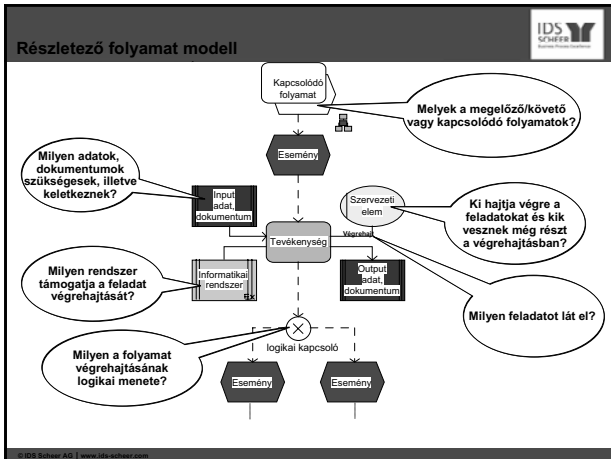 Részletező folyamat modell
IDS
SCHEER
Business Process Excellence
Kapcsolódó
folyamat
Melyek a megelőző/követő
vagy kapcsolódó folyamatok?
Esemény
Milyen adatok,
dokumentumok
szükségesek, illetve
keletkeznek?
Input
adat,
dokumentum
Szervezeti
elem
Ki hajtja végre a
feladatokat és kik
vesznek még részt
a végrehajtásban?
Tevékenység
Végrehajt
Milyen rendszer
támogatja a feladat
végrehajtását?
Informatikai
rendszer
Output
adat,
dokumentum
Milyen feladatot lát el?
logikai kapcsoló
Milyen a folyamat
végrehajtásának
logikai menete?
Esemény
Esemény
© IDS Scheer AG | www.ids-scheer.com